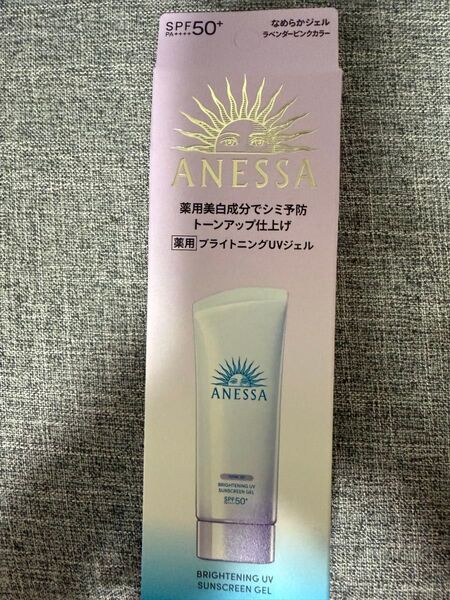 SPF50+
PA++++
なめらかジェル
ラベンダーピンクカラー
ANESSA
薬用美白成分でシミ予防
トーンアップ仕上げ
薬用 ブライトニングUVジェル
ANESSA
TONE UP
BRIGHTENING UV
SUNSCREEN GEL
SPF50+
BRIGHTENING UV
SUNSCREEN GEL